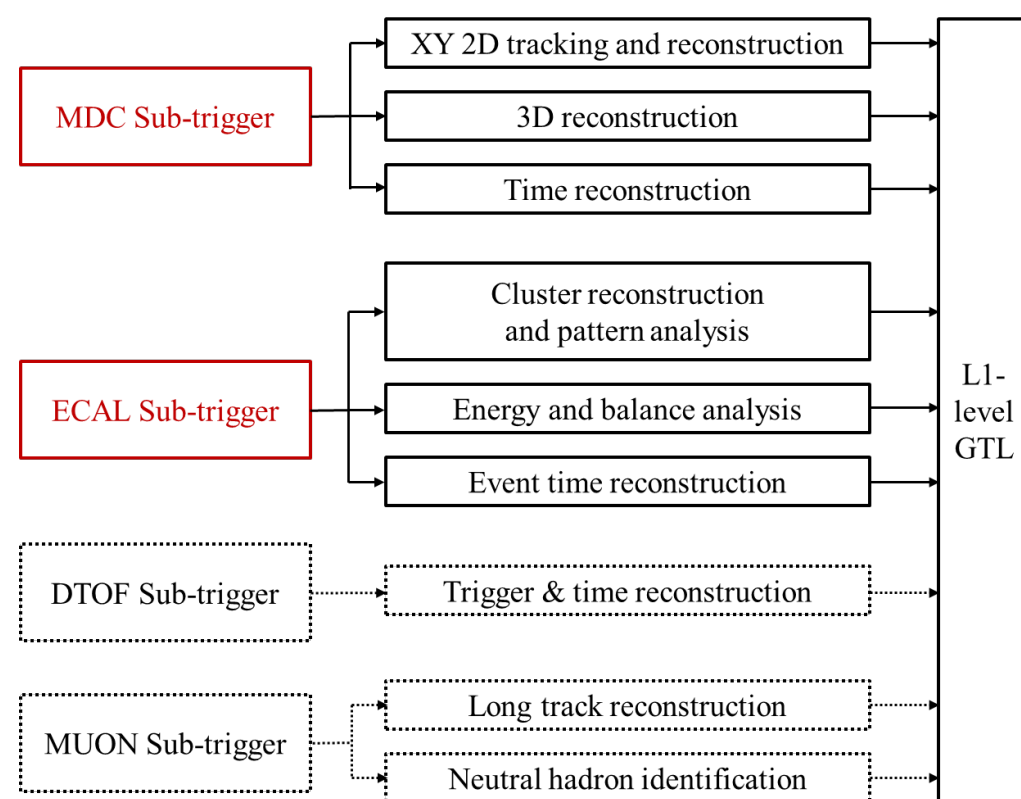 XY 2D tracking and reconstruction
MDC Sub-trigger
3D reconstruction
Time reconstruction
Cluster reconstruction
and pattern analysis
ECAL Sub-trigger
Energy and balance analysis
Event time reconstruction
L1-
level
GTL
DTOF Sub-trigger
Trigger & time reconstruction
MUON Sub-trigger
Long track reconstruction
Neutral hadron identification